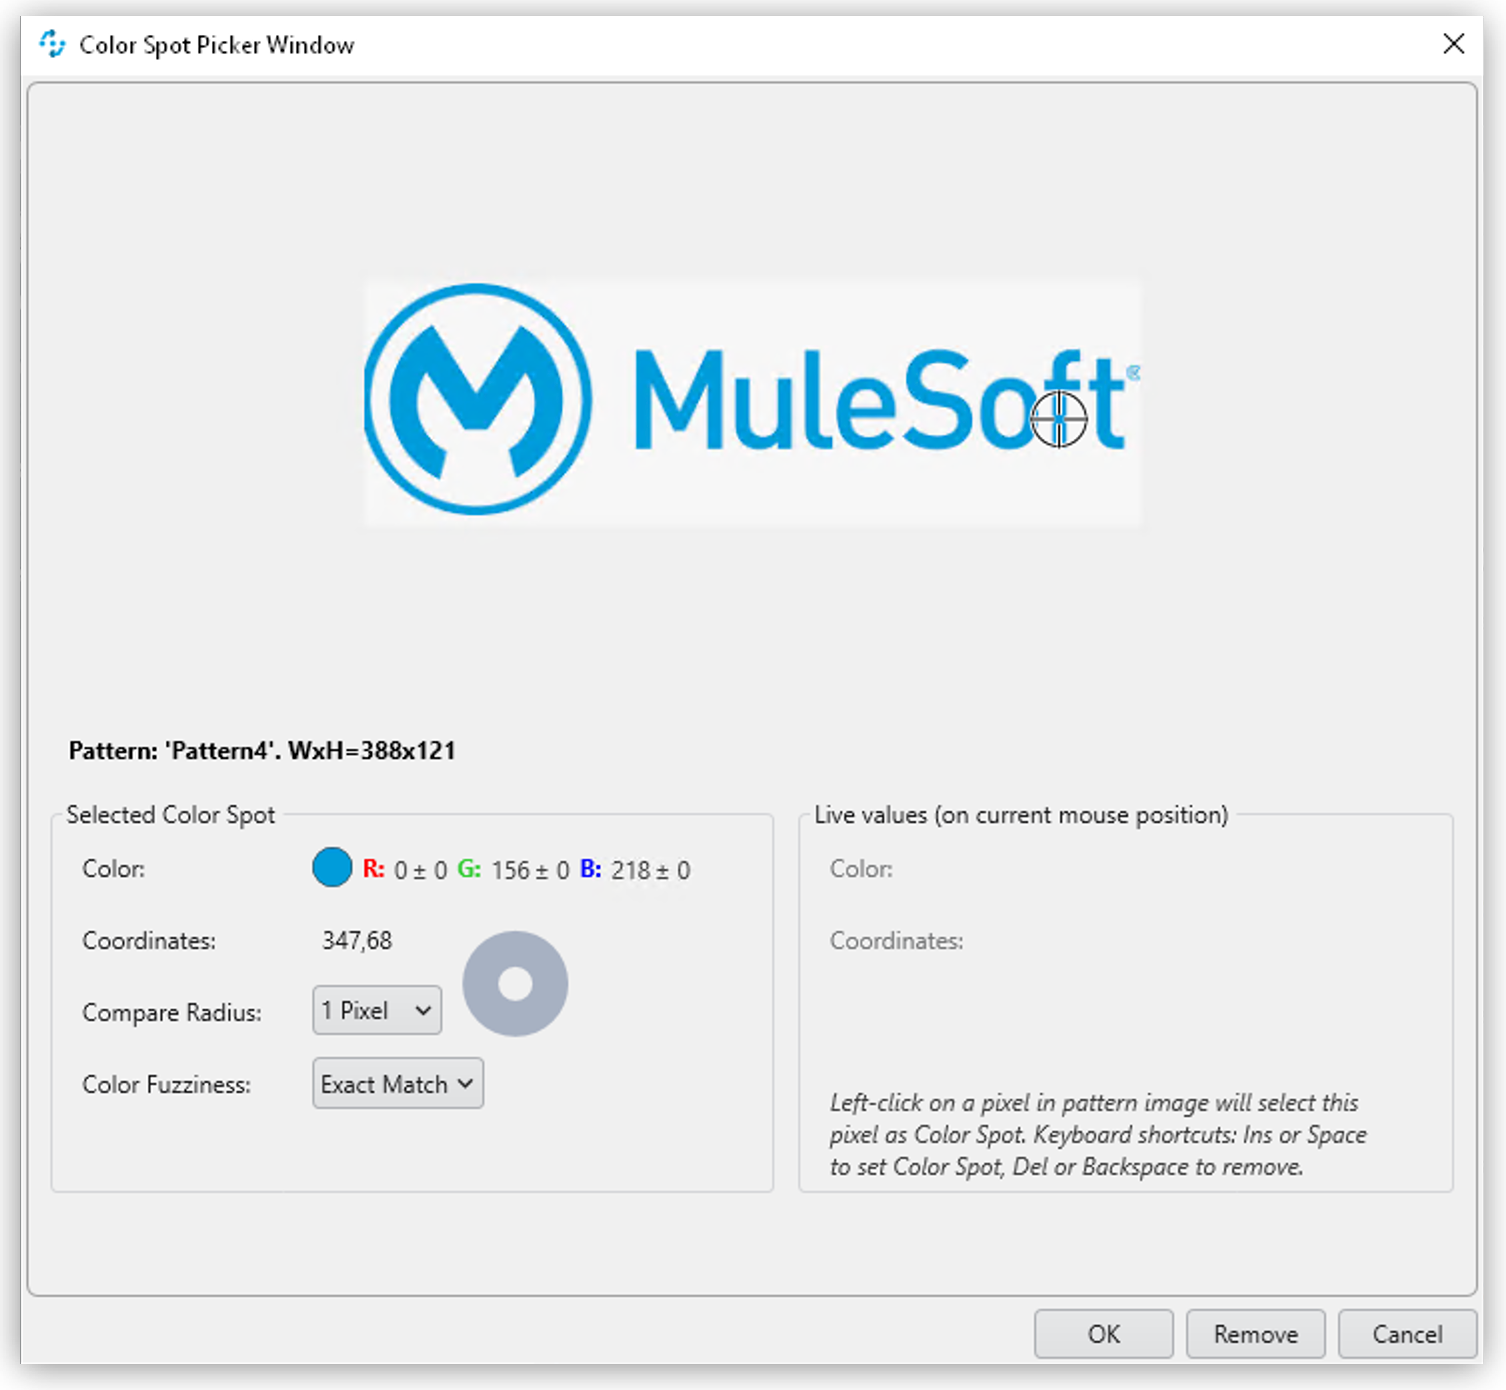 Color Spot Picker Window
MuleSoft®
Pattern: 'Pattern4'. WxH=388x121
Selected Color Spot
Color: R: 0 ± 0 G: 156 ± 0 B: 218 ± 0
Coordinates: 347,68
Compare Radius: 1 Pixel
Color Fuzziness: Exact Match
Live values (on current mouse position)
Color:
Coordinates:
Left-click on a pixel in pattern image will select this
pixel as Color Spot. Keyboard shortcuts: Ins or Space
to set Color Spot, Del or Backspace to remove.
OK Remove Cancel